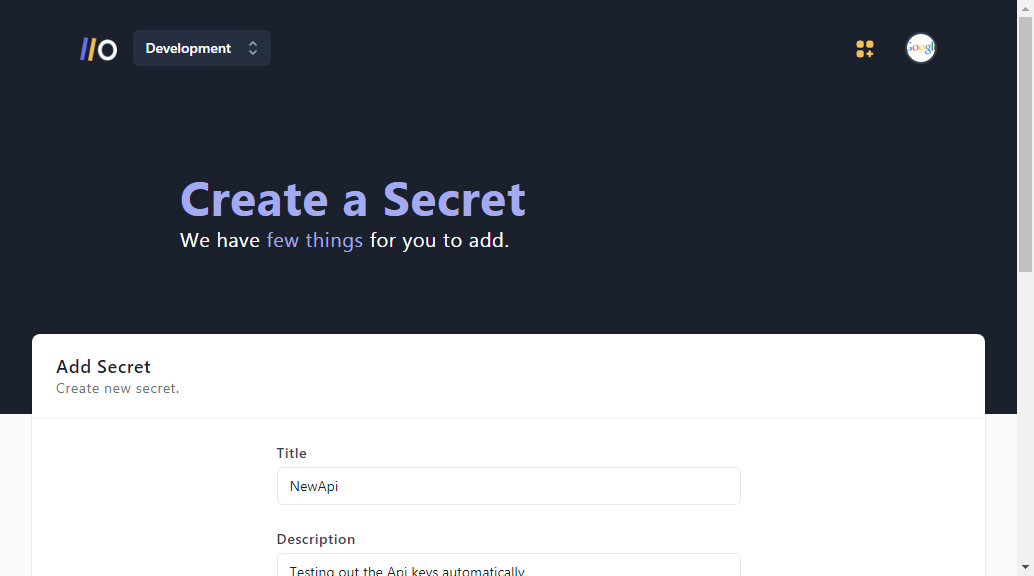 //O
Development
Google
Create a Secret
We have few things for you to add.
Add Secret
Create new secret.
Title
NewApi
Description
Testing out the Api keys automatically